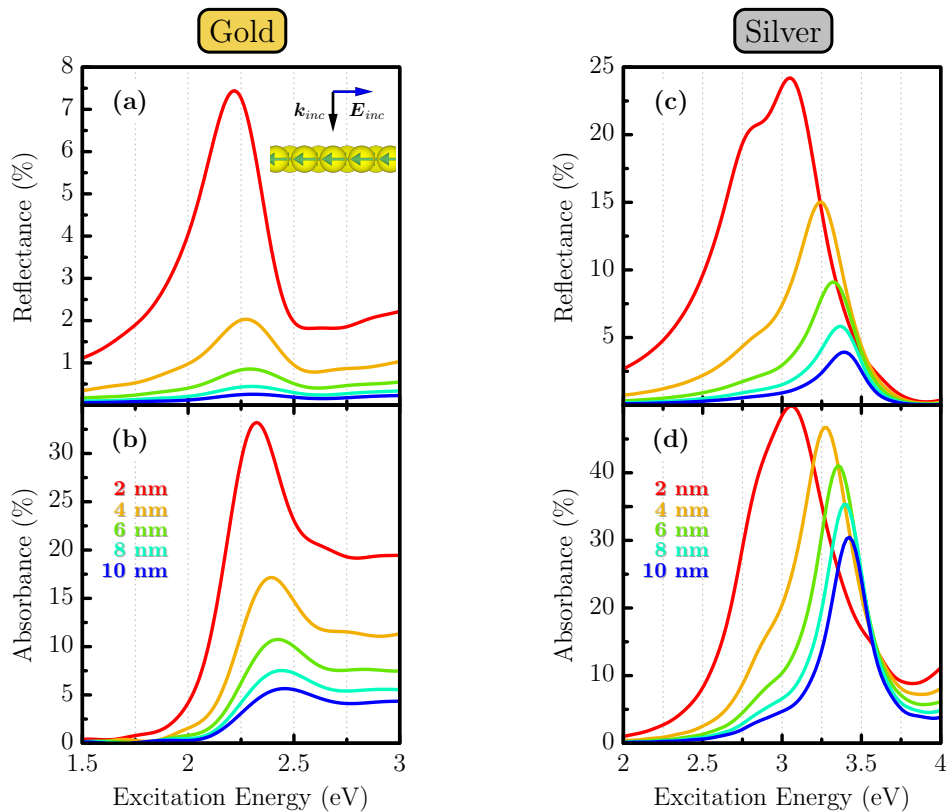 Gold
Silver
(a)
k_inc
E_inc
8
7
6
5
4
3
2
1
Reflectance (%)
(c)
25
20
15
10
5
Reflectance (%)
(b)
2 nm
4 nm
6 nm
8 nm
10 nm
30
25
20
15
10
5
0
Absorbance (%)
1.5 2 2.5 3
Excitation Energy (eV)
(d)
2 nm
4 nm
6 nm
8 nm
10 nm
40
30
20
10
0
Absorbance (%)
2 2.5 3 3.5 4
Excitation Energy (eV)